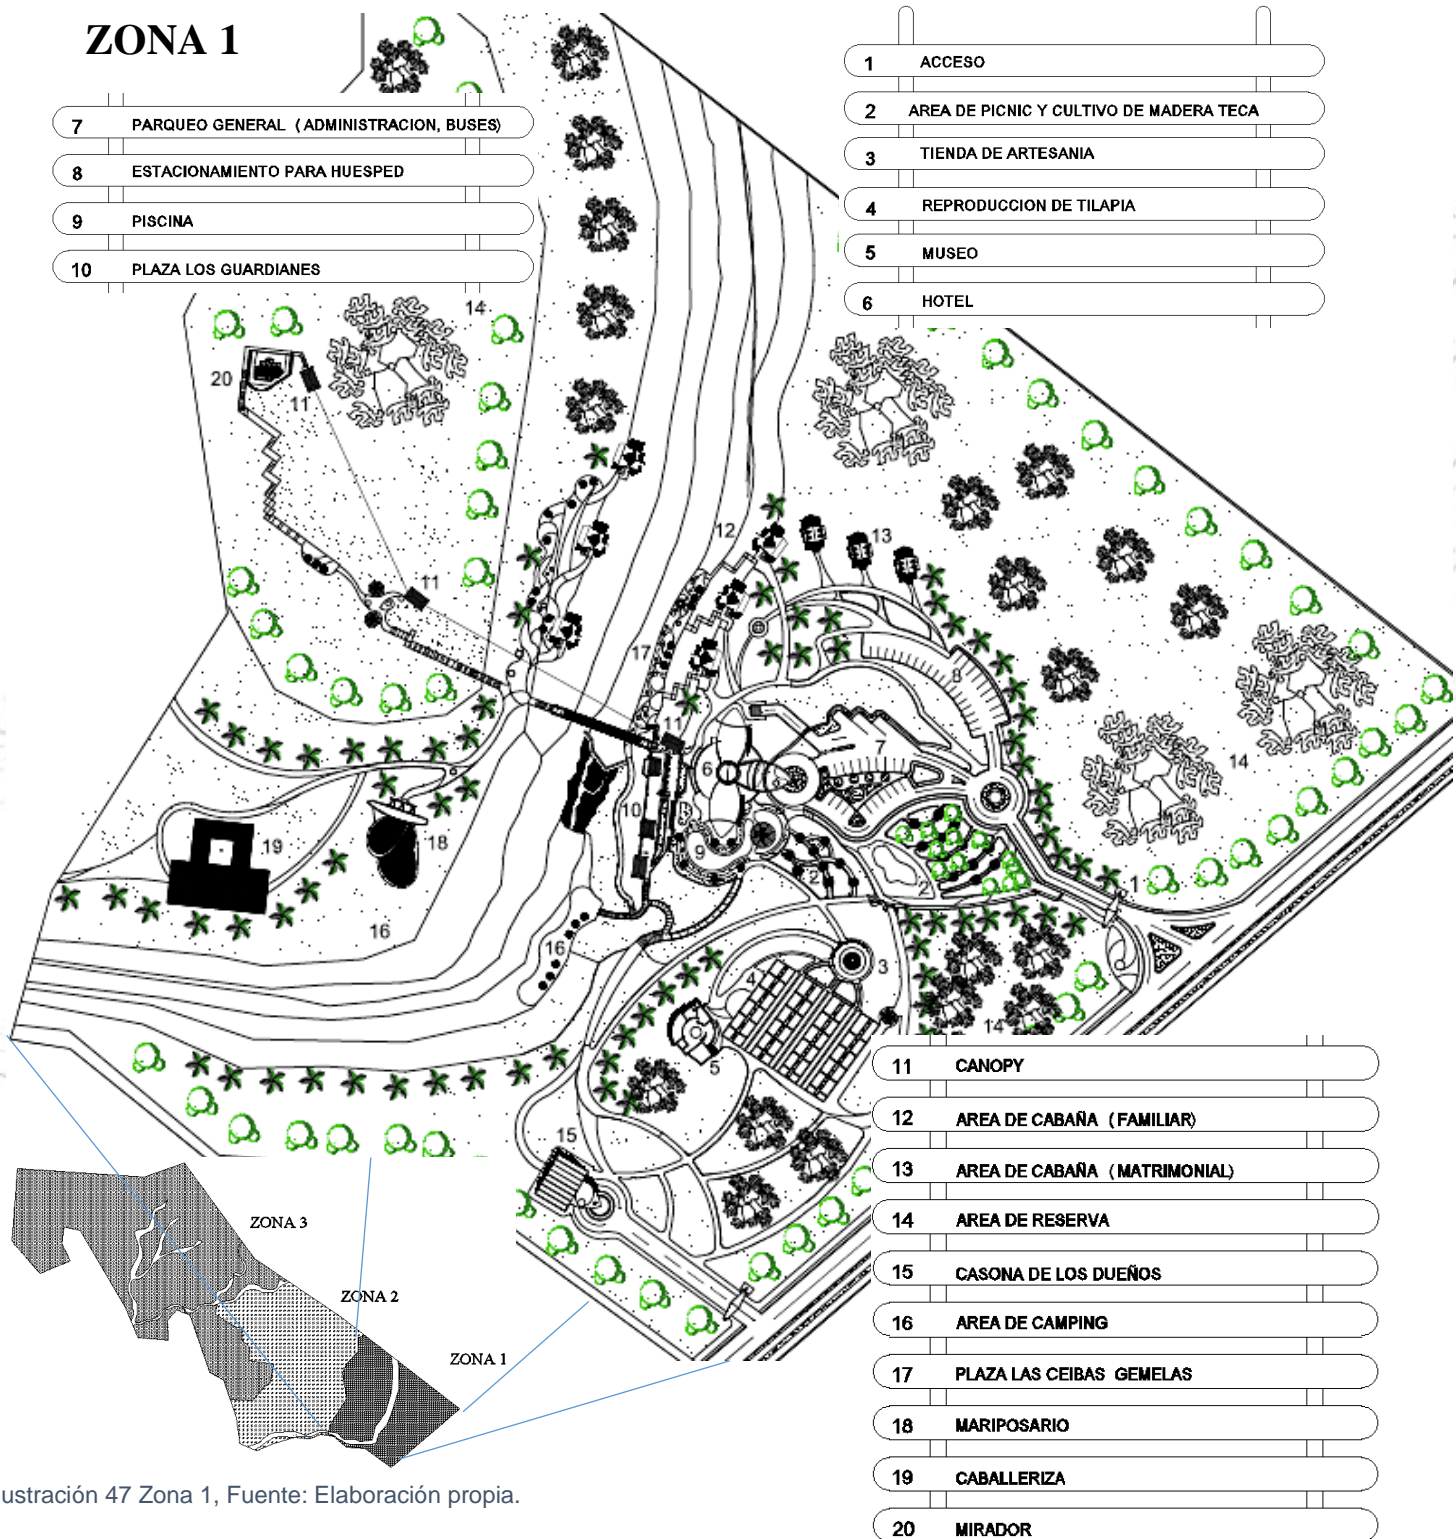 ZONA 1
7 PARQUEO GENERAL (ADMINISTRACION, BUSES)
8 ESTACIONAMIENTO PARA HUESPED
9 PISCINA
10 PLAZA LOS GUARDIANES
1 ACCESO
2 AREA DE PICNIC Y CULTIVO DE MADERA TECA
3 TIENDA DE ARTESANIA
4 REPRODUCCION DE TILAPIA
5 MUSEO
6 HOTEL
14
20
11
11
12
13
17
8
11
7
6
10
18
19
9
2
2
1
16
16
3
4
14
14
5
15
11 CANOPY
12 AREA DE CABAÑA (FAMILIAR)
13 AREA DE CABAÑA (MATRIMONIAL)
14 AREA DE RESERVA
15 CASONA DE LOS DUEÑOS
16 AREA DE CAMPING
17 PLAZA LAS CEIBAS GEMELAS
18 MARIPOSARIO
19 CABALLERIZA
20 MIRADOR
ZONA 3
ZONA 2
ZONA 1
ustración 47 Zona 1, Fuente: Elaboración propia.